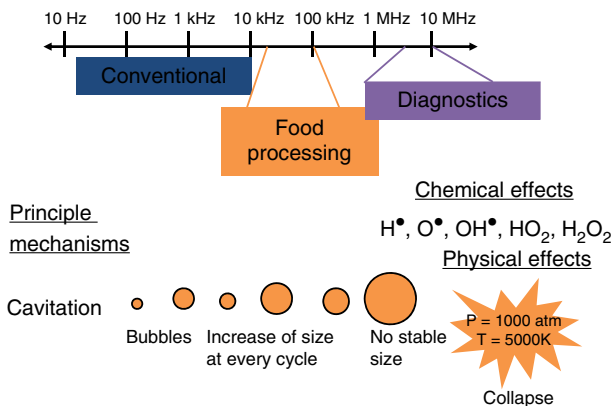 10 Hz 100 Hz 1 kHz 10 kHz 100 kHz 1 MHz 10 MHz
Conventional
Diagnostics
Food
processing
Chemical effects
H•, O•, OH•, HO₂, H₂O₂
Physical effects
Principle
mechanisms
Cavitation
Bubbles
Increase of size
at every cycle
No stable
size
P = 1000 atm
T = 5000K
Collapse